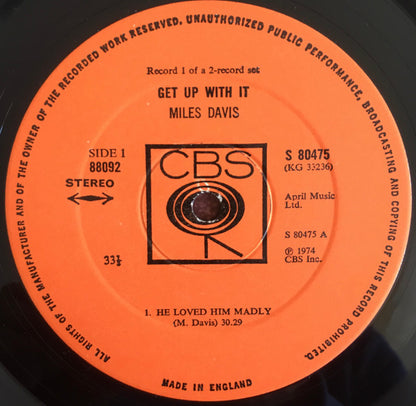 ALL RIGHTS OF THE MANUFACTURER AND OF THE OWNER OF THE RECORDED WORK RESERVED. UNAUTHORIZED PUBLIC PERFORMANCE, BROADCASTING AND COPYING OF THIS RECORD PROHIBITED.
Record 1 of a 2-record set
GET UP WITH IT
MILES DAVIS
SIDE 1
88092
STEREO
33⅓
CBS
S 80475
(KG 33236)
April Music
Ltd.
S 80475 A
℗ 1974
CBS Inc.
1. HE LOVED HIM MADLY
(M. Davis) 30.29
MADE IN ENGLAND